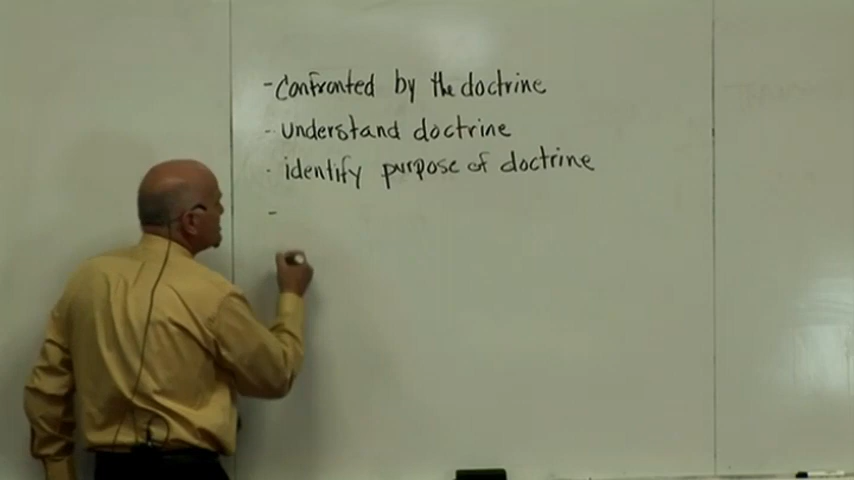 - Confronted by the doctrine
- understand doctrine
- identify purpose of doctrine
-